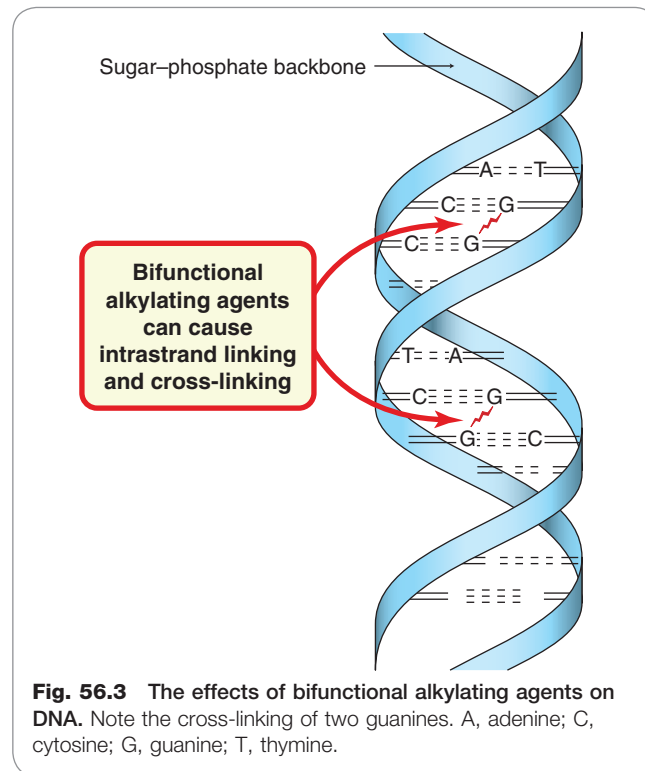 Sugar–phosphate backbone
A T
C G
C G
Bifunctional
alkylating agents
can cause
intrastrand linking
and cross-linking
T A
C G
G C
Fig. 56.3 The effects of bifunctional alkylating agents on
DNA. Note the cross-linking of two guanines. A, adenine; C,
cytosine; G, guanine; T, thymine.